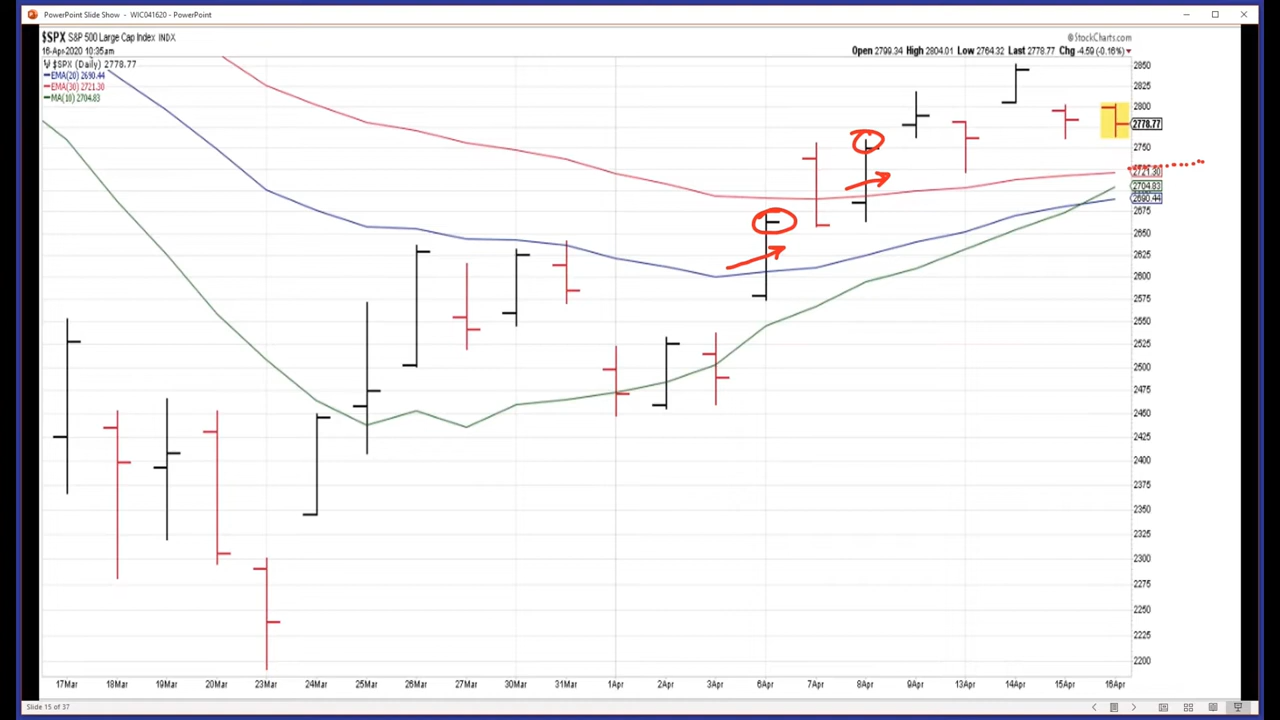 PowerPoint Slide Show - WIC041620 - PowerPoint
$SPX S&P 500 Large Cap Index INDX
© StockCharts.com
16-Apr-2020 10:35am
Open 2799.34 High 2804.01 Low 2764.32 Last 2778.77 Chg -4.59 (-0.16%)
$SPX (Daily) 2778.77
EMA(20) 2690.44
EMA(30) 2721.30
MA(10) 2704.83
2850
2825
2800
2778.77
2750
2721.30
2704.83
2690.44
2675
2650
2625
2600
2575
2550
2525
2500
2475
2450
2425
2400
2375
2350
2325
2300
2275
2250
2225
2200
17Mar 18Mar 19Mar 20Mar 23Mar 24Mar 25Mar 26Mar 27Mar 30Mar 31Mar 1Apr 2Apr 3Apr 6Apr 7Apr 8Apr 9Apr 13Apr 14Apr 15Apr 16Apr
Slide 15 of 37